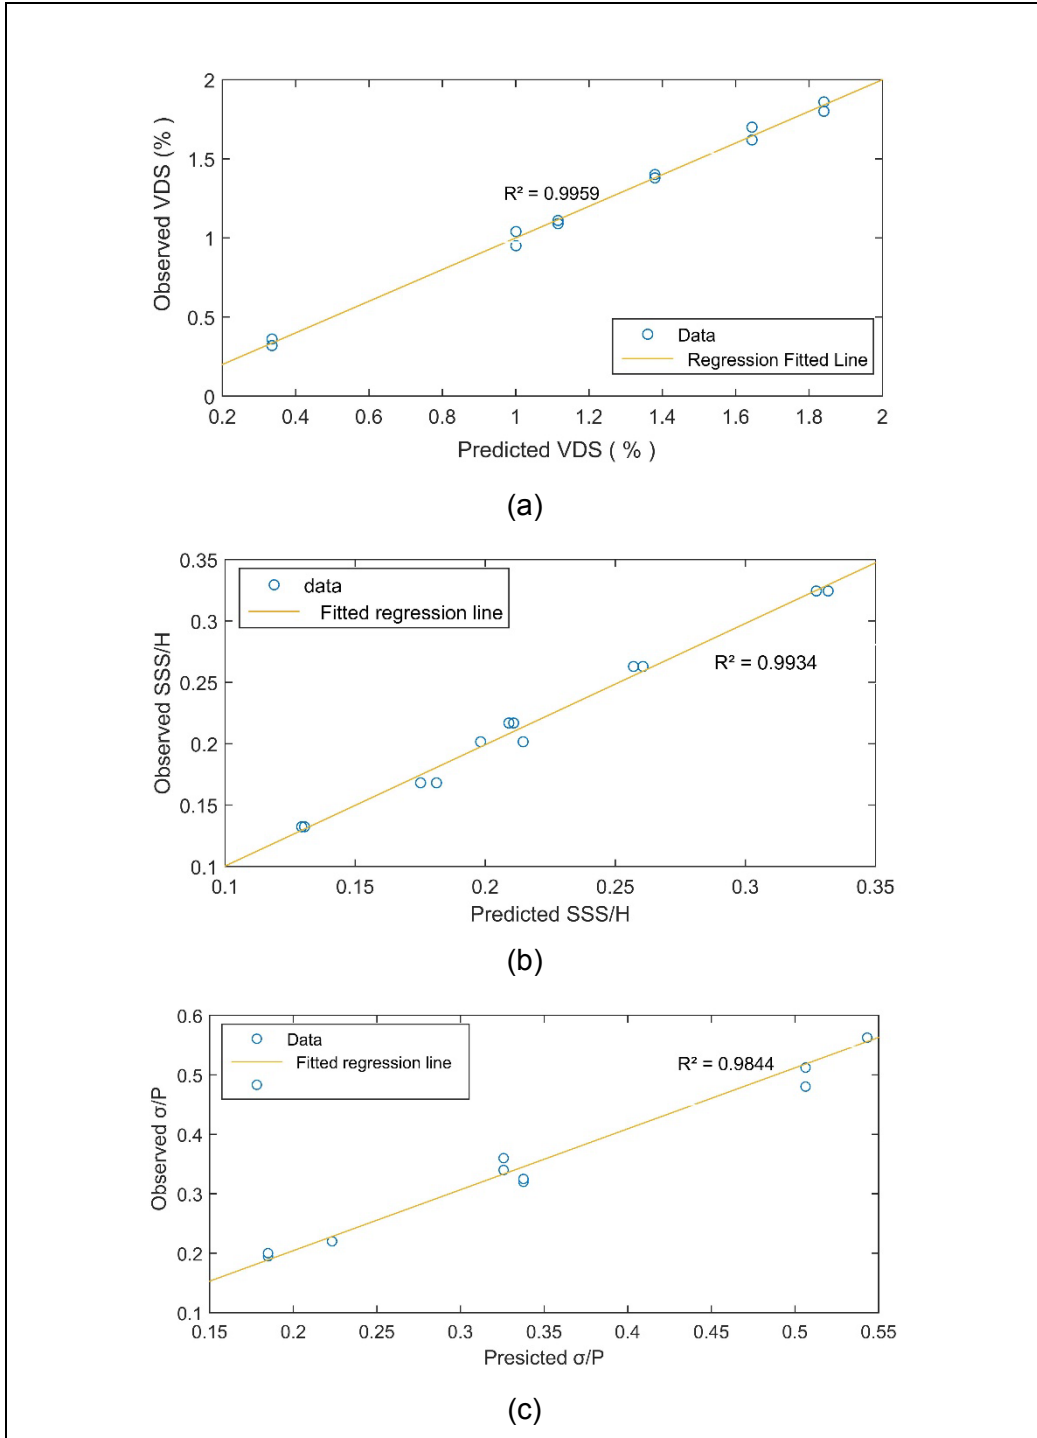 2
1.5
1
0.5
0
Observed VDS (%)
R² = 0.9959
Data
Regression Fitted Line
0.2 0.4 0.6 0.8 1 1.2 1.4 1.6 1.8 2
Predicted VDS ( % )
(a)
0.35
0.3
0.25
0.2
0.15
0.1
Observed SSS/H
data
Fitted regression line
R² = 0.9934
0.1 0.15 0.2 0.25 0.3 0.35
Predicted SSS/H
(b)
0.6
0.5
0.4
0.3
0.2
0.1
Observed σ/P
Data
Fitted regression line
R² = 0.9844
0.15 0.2 0.25 0.3 0.35 0.4 0.45 0.5 0.55
Presicted σ/P
(c)